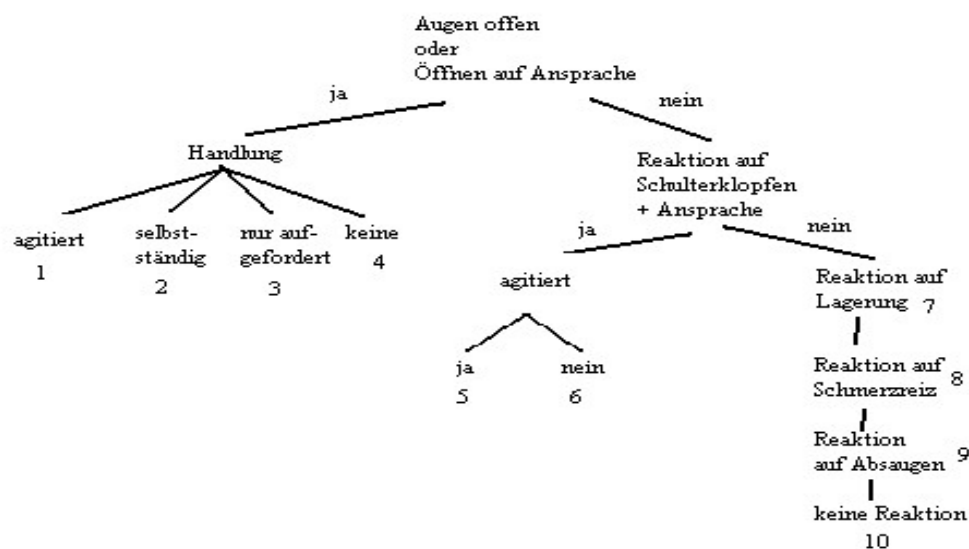 Augen offen
oder
Öffnen auf Ansprache
ja
nein
Handlung
Reaktion auf
Schulterklopfen
+ Ansprache
agitiert
1
selbst-
ständig
2
nur auf-
gefordert
3
keine
4
ja
nein
agitiert
ja
5
nein
6
Reaktion auf
Lagerung 7
Reaktion auf
Schmerzreiz 8
Reaktion
auf Absaugen 9
keine Reaktion
10